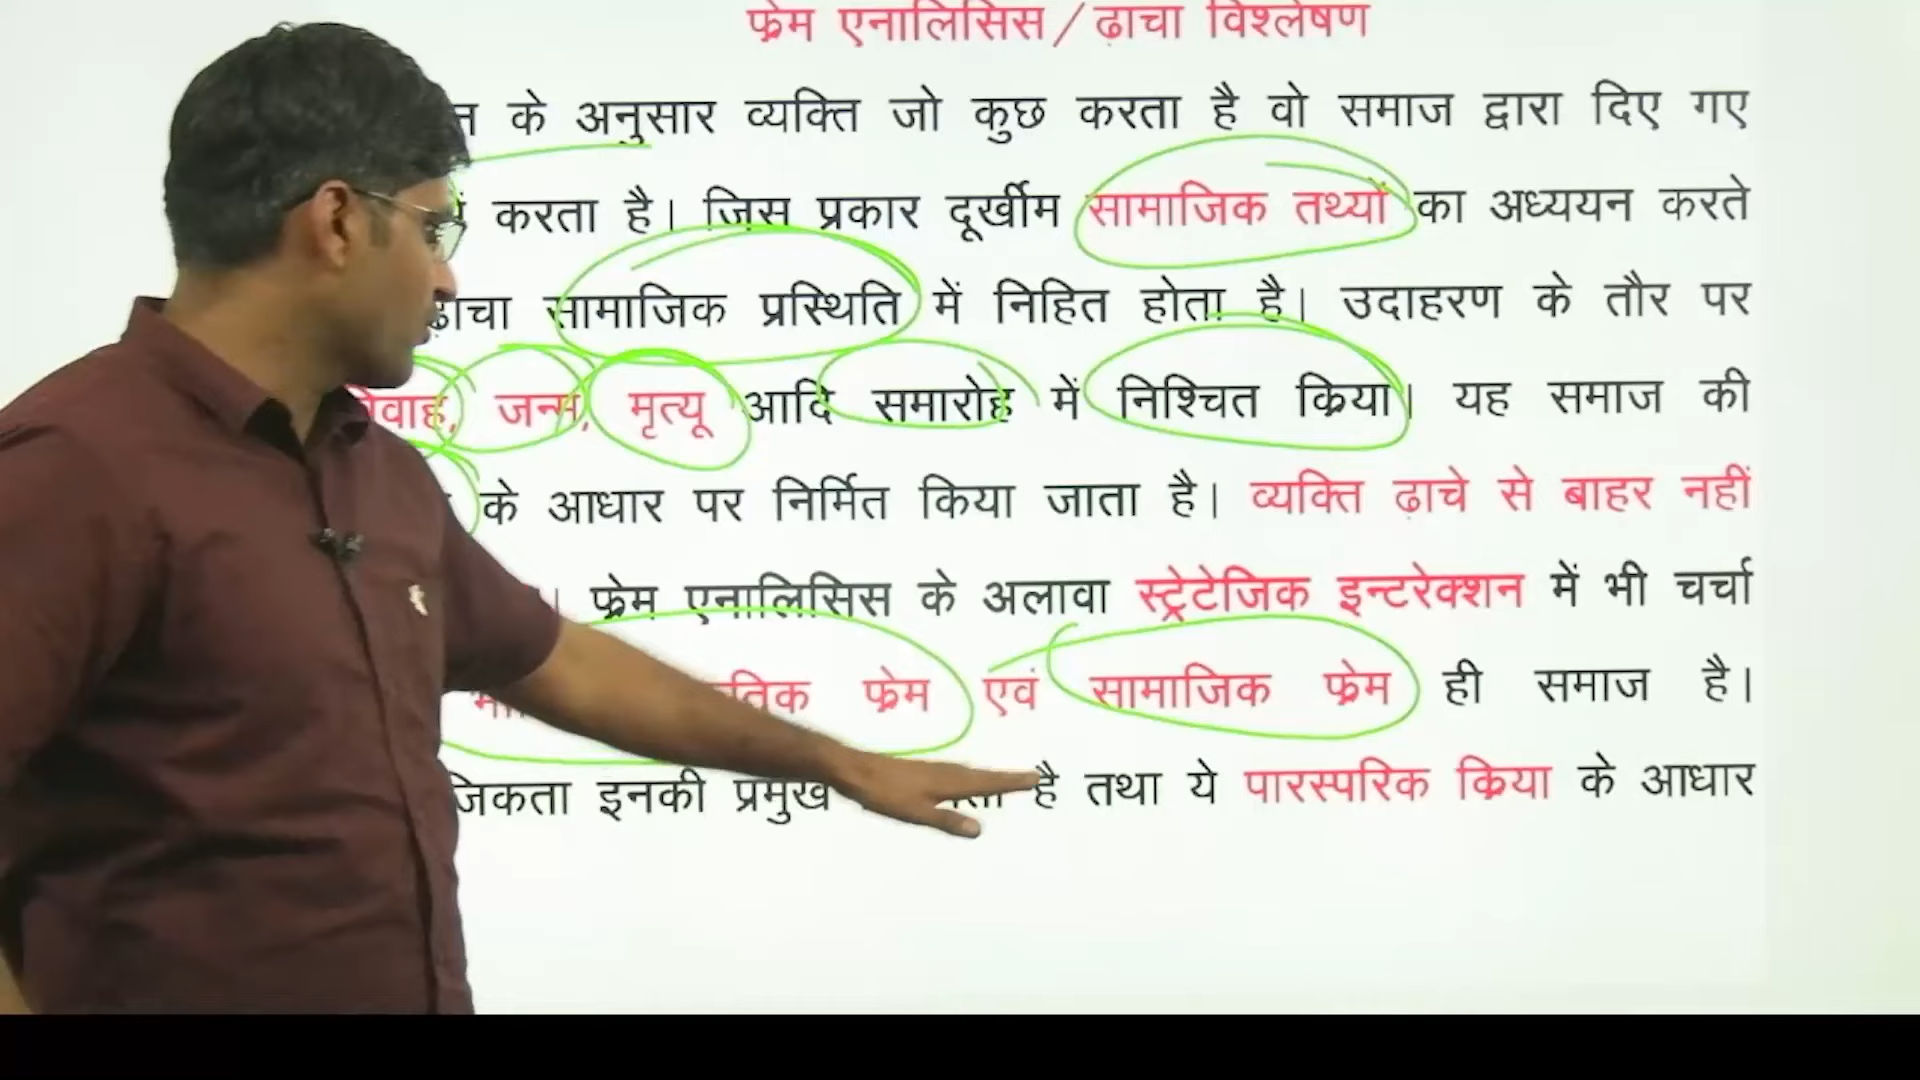 फ्रेम एनालिसिस/ढ़ाचा विश्लेषण
के अनुसार व्यक्ति जो कुछ करता है वो समाज द्वारा दिए गए
करता है। जिस प्रकार दूर्खीम सामाजिक तथ्यों का अध्ययन करते
सामाजिक प्रस्थिति में निहित होता है। उदाहरण के तौर पर
जन्म, मृत्यू आदि समारोह में निश्चित किया। यह समाज की
के आधार पर निर्मित किया जाता है। व्यक्ति ढ़ाचे से बाहर नहीं
। फ्रेम एनालिसिस के अलावा स्ट्रेटेजिक इन्टरेक्शन में भी चर्चा
फ्रेम एवं सामाजिक फ्रेम ही समाज है।
इनकी प्रमुख है तथा ये पारस्परिक क्रिया के आधार